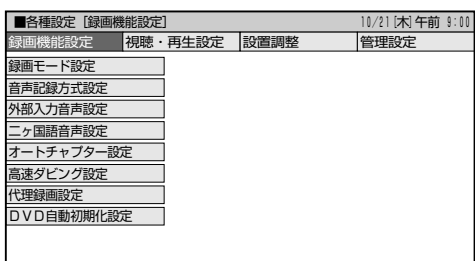 ■各種設定［録画機能設定］ 10/21[木]午前 9:00
録画機能設定 視聴・再生設定 設置調整 管理設定
録画モード設定
音声記録方式設定
外部入力音声設定
二ヶ国語音声設定
オートチャプター設定
高速ダビング設定
代理録画設定
ＤＶＤ自動初期化設定